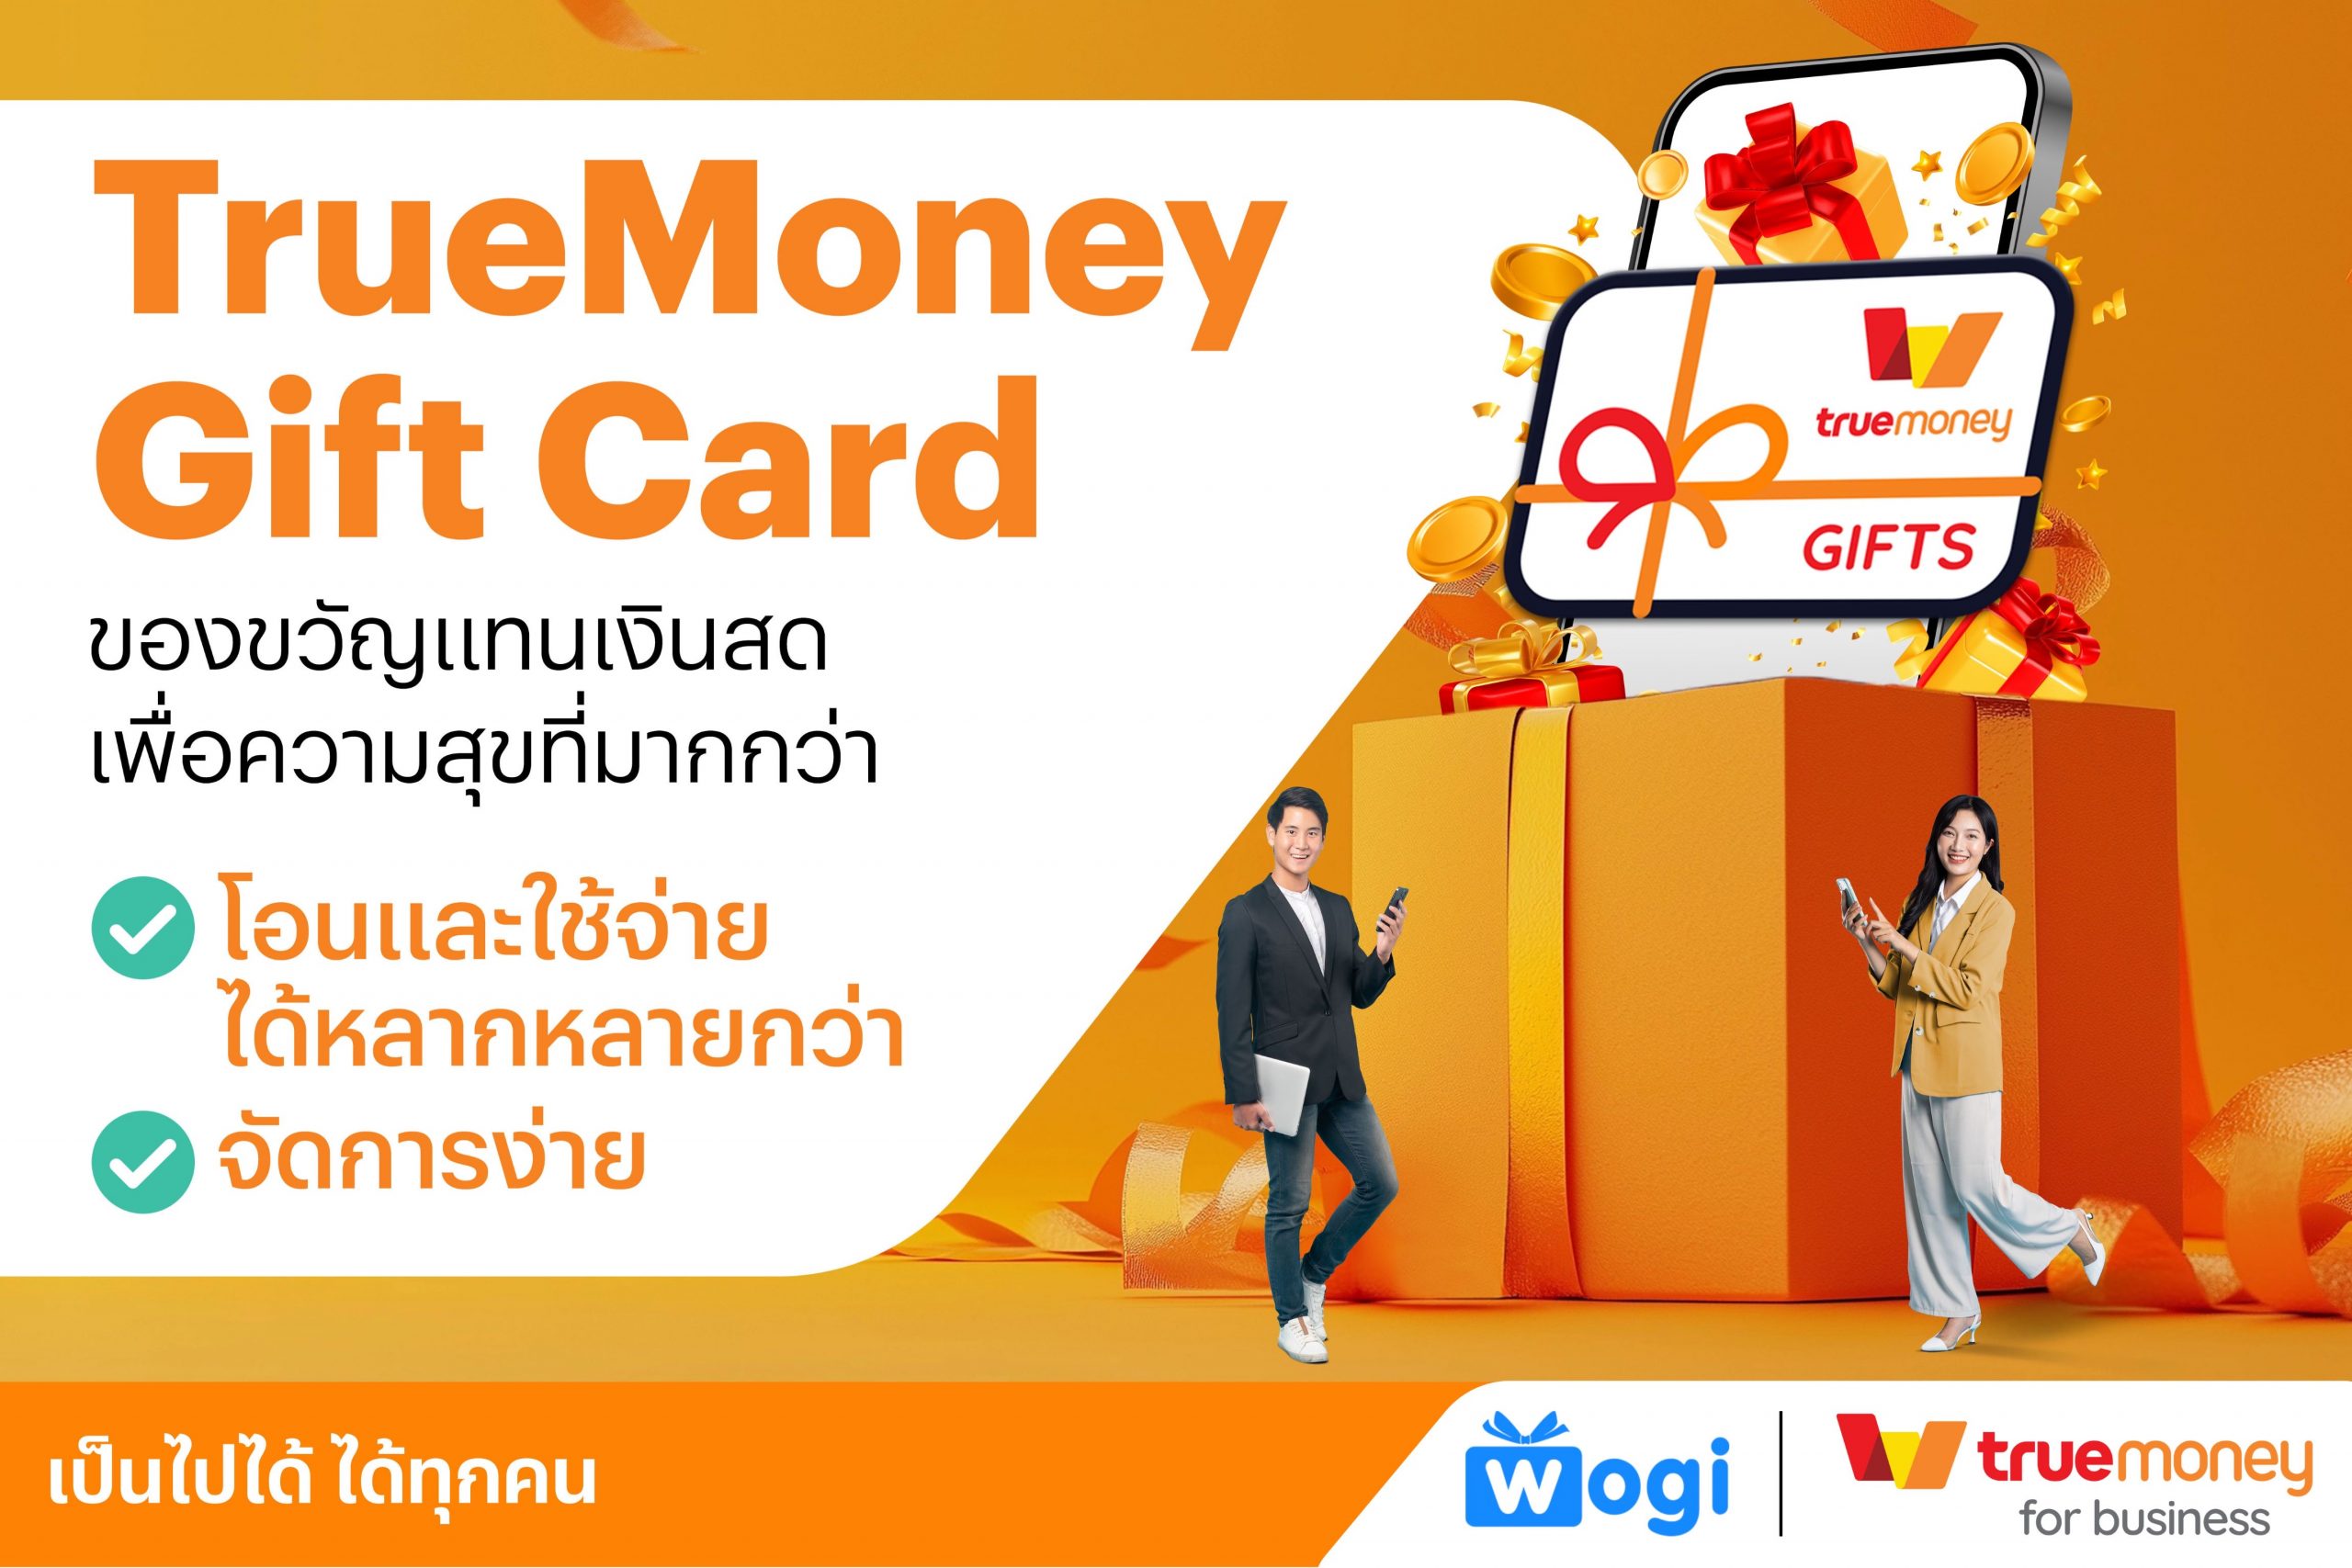 TrueMoney
Gift Card
ของขวัญแทนเงินสด
เพื่อความสุขที่มากกว่า
โอนและใช้จ่าย
ได้หลากหลายกว่า
จัดการง่าย
truemoney
GIFTS
เป็นไปได้ ได้ทุกคน
wogi
truemoney
for business